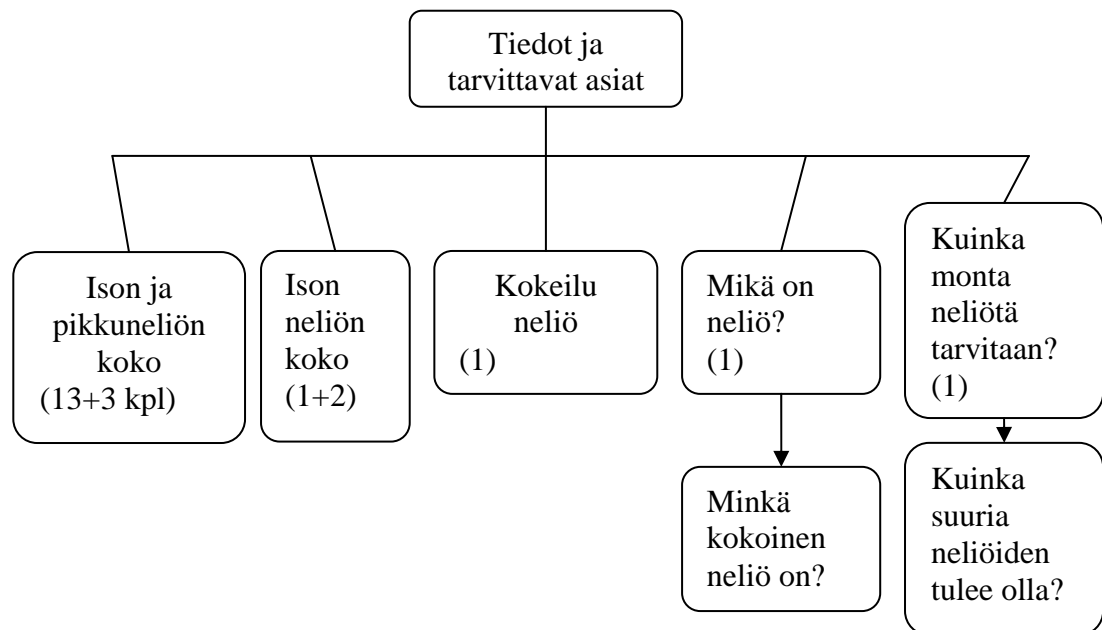 Tiedot ja
tarvittavat asiat
Ison ja
pikkuneliön
koko
(13+3 kpl)
Ison
neliön
koko
(1+2)
Kokeilu
neliö
(1)
Mikä on
neliö?
(1)
Kuinka
monta
neliötä
tarvitaan?
(1)
Minkä
kokoinen
neliö on?
Kuinka
suuria
neliöiden
tulee olla?